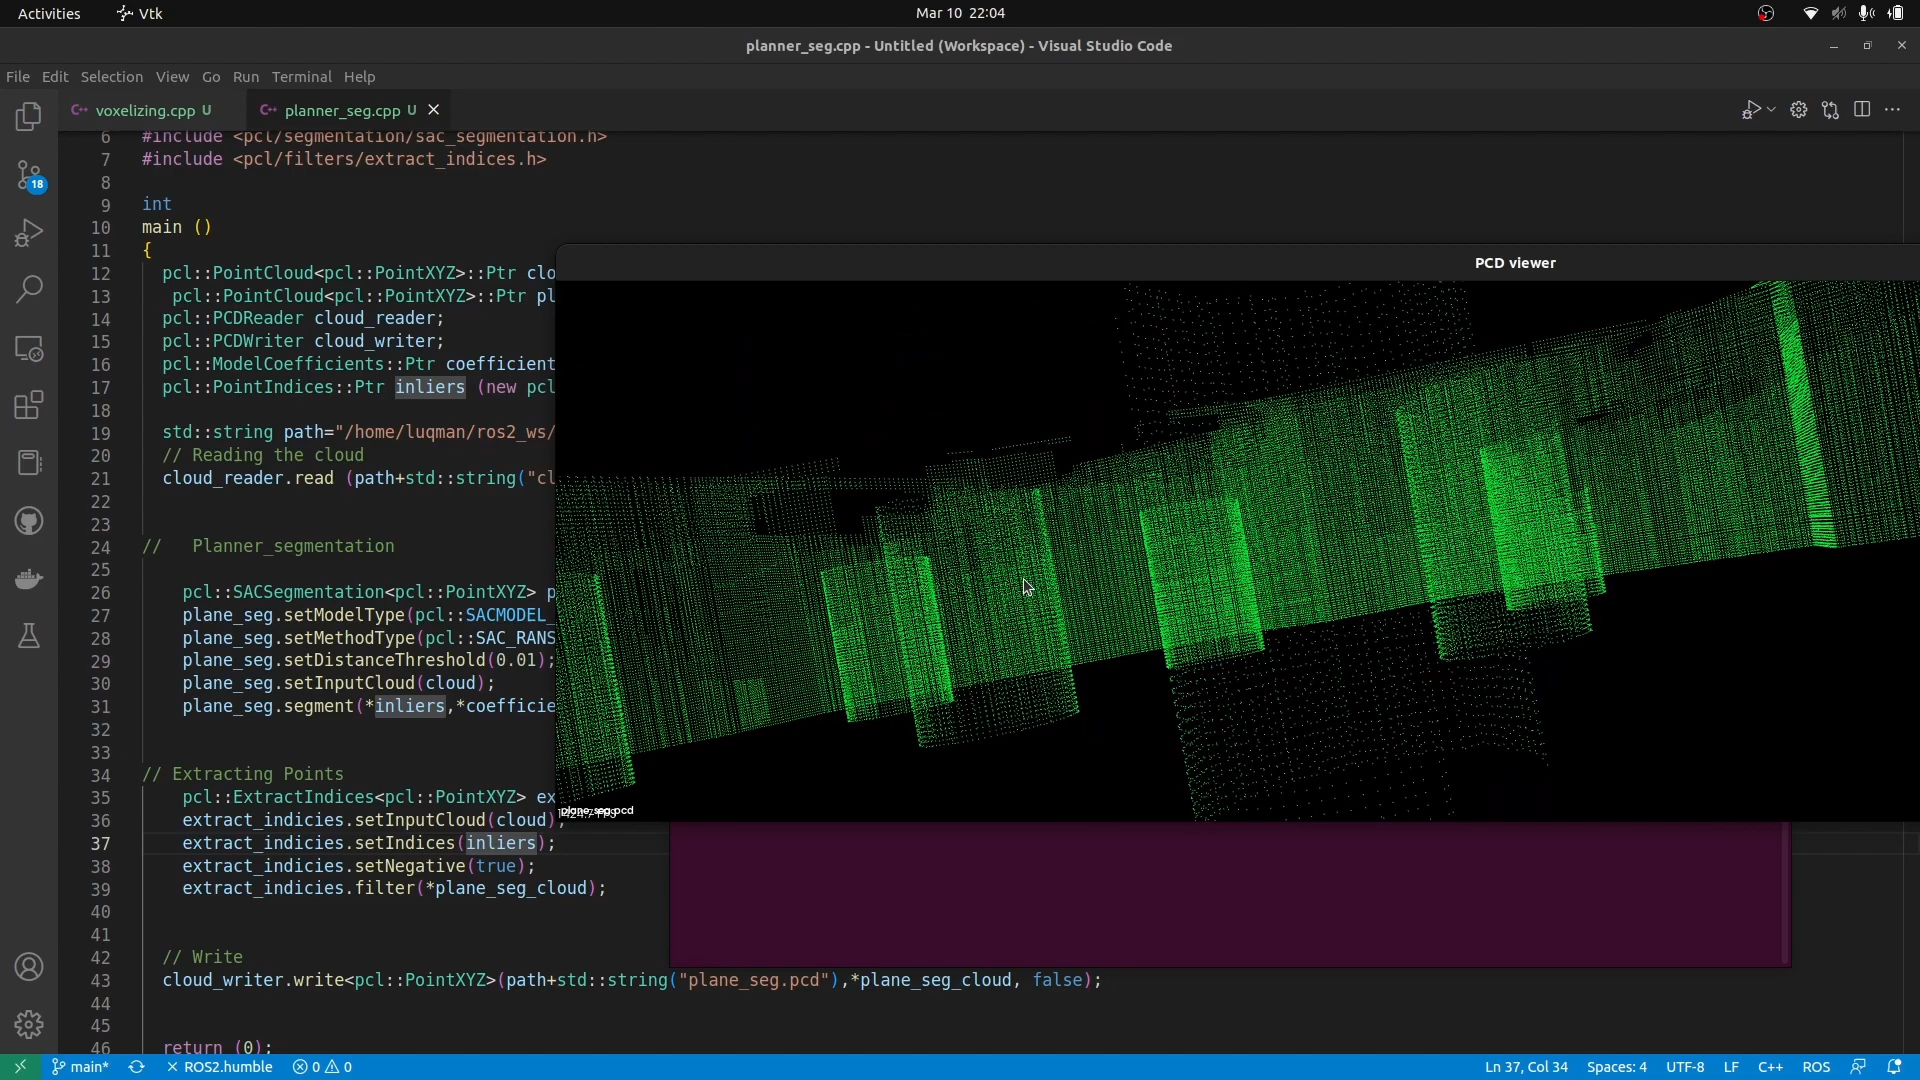 Activities Vtk Mar 10 22:04
planner_seg.cpp - Untitled (Workspace) - Visual Studio Code
File Edit Selection View Go Run Terminal Help
voxelizing.cpp U planner_seg.cpp U
6 #include <pcl/segmentation/sac_segmentation.h>
7 #include <pcl/filters/extract_indices.h>
18
8
9 int
10 main ()
11 {
PCD viewer
12 pcl::PointCloud<pcl::PointXYZ>::Ptr clo
13 pcl::PointCloud<pcl::PointXYZ>::Ptr pl
14 pcl::PCDReader cloud_reader;
15 pcl::PCDWriter cloud_writer;
16 pcl::ModelCoefficients::Ptr coefficient
17 pcl::PointIndices::Ptr inliers (new pcl
18
19 std::string path="/home/luqman/ros2_ws/
20 // Reading the cloud
21 cloud_reader.read (path+std::string("cl
22
23
24 // Planner_segmentation
25
26 pcl::SACSegmentation<pcl::PointXYZ> p
27 plane_seg.setModelType(pcl::SACMODEL_
28 plane_seg.setMethodType(pcl::SAC_RANS
29 plane_seg.setDistanceThreshold(0.01);
30 plane_seg.setInputCloud(cloud);
31 plane_seg.segment(*inliers,*coefficie
32
33
34 // Extracting Points
35 pcl::ExtractIndices<pcl::PointXYZ> ex
plane_seg.pcd
36 extract_indicies.setInputCloud(cloud);
37 extract_indicies.setIndices(inliers);
38 extract_indicies.setNegative(true);
39 extract_indicies.filter(*plane_seg_cloud);
40
41
42 // Write
43 cloud_writer.write<pcl::PointXYZ>(path+std::string("plane_seg.pcd"),*plane_seg_cloud, false);
44
45
46 return (0);
main* ROS2.humble 0 0 Ln 37, Col 34 Spaces: 4 UTF-8 LF C++ ROS